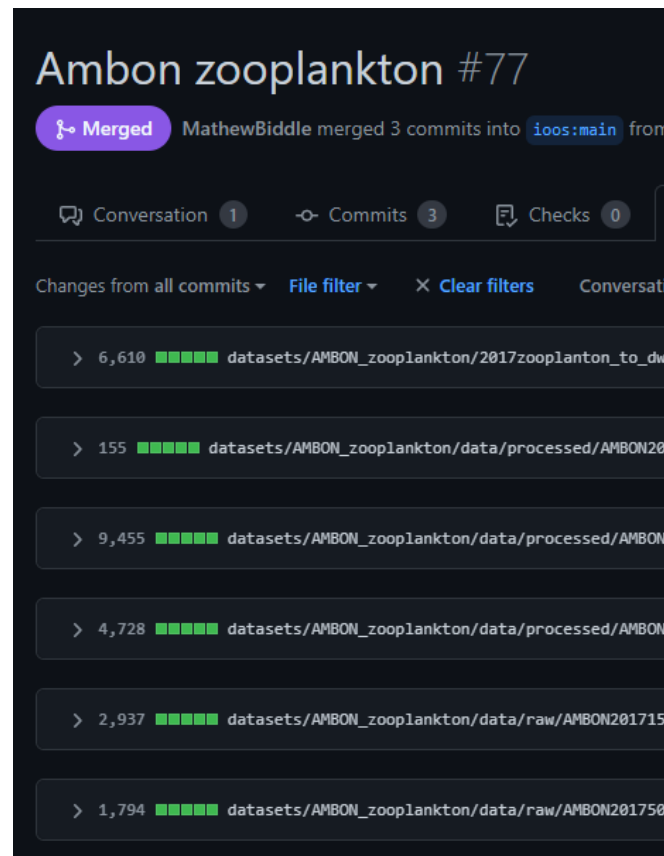 Ambon zooplankton #77
Merged MathewBiddle merged 3 commits into ioos:main from
Conversation 1 Commits 3 Checks 0
Changes from all commits File filter Clear filters Conversati
6,610 datasets/AMBON_zooplankton/2017zooplanton_to_dw
155 datasets/AMBON_zooplankton/data/processed/AMBON20
9,455 datasets/AMBON_zooplankton/data/processed/AMBON
4,728 datasets/AMBON_zooplankton/data/processed/AMBON
2,937 datasets/AMBON_zooplankton/data/raw/AMBON201715
1,794 datasets/AMBON_zooplankton/data/raw/AMBON201750